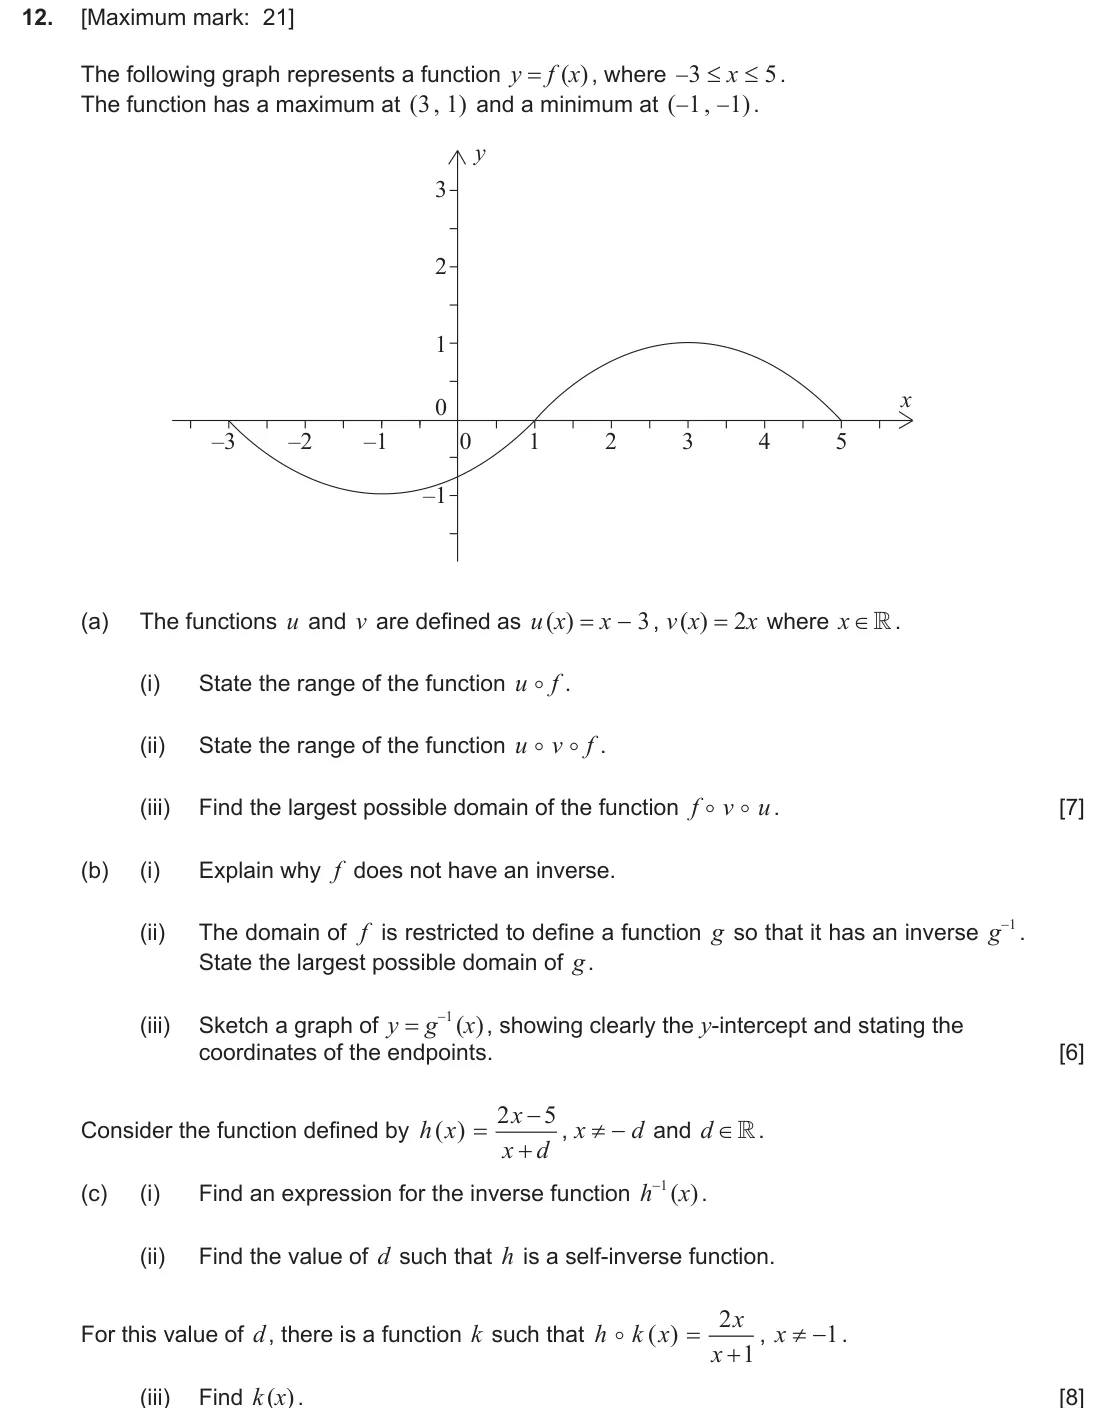 12. [Maximum mark: 21]
The following graph represents a function y = f (x), where –3 ≤ x ≤ 5.
The function has a maximum at (3, 1) and a minimum at (–1, –1).
y
3
2
1
0
x
–3 –2 –1 0 1 2 3 4 5
–1
(a) The functions u and v are defined as u(x) = x − 3, v(x) = 2x where x ∈ ℝ.
(i) State the range of the function u ∘ f.
(ii) State the range of the function u ∘ v ∘ f.
(iii) Find the largest possible domain of the function f ∘ v ∘ u. [7]
(b) (i) Explain why f does not have an inverse.
(ii) The domain of f is restricted to define a function g so that it has an inverse g⁻¹.
State the largest possible domain of g.
(iii) Sketch a graph of y = g⁻¹(x), showing clearly the y-intercept and stating the
coordinates of the endpoints. [6]
Consider the function defined by h(x) = (2x − 5)/(x + d), x ≠ − d and d ∈ ℝ.
(c) (i) Find an expression for the inverse function h⁻¹(x).
(ii) Find the value of d such that h is a self-inverse function.
For this value of d, there is a function k such that h ∘ k(x) = 2x/(x + 1), x ≠ −1.
(iii) Find k(x). [8]